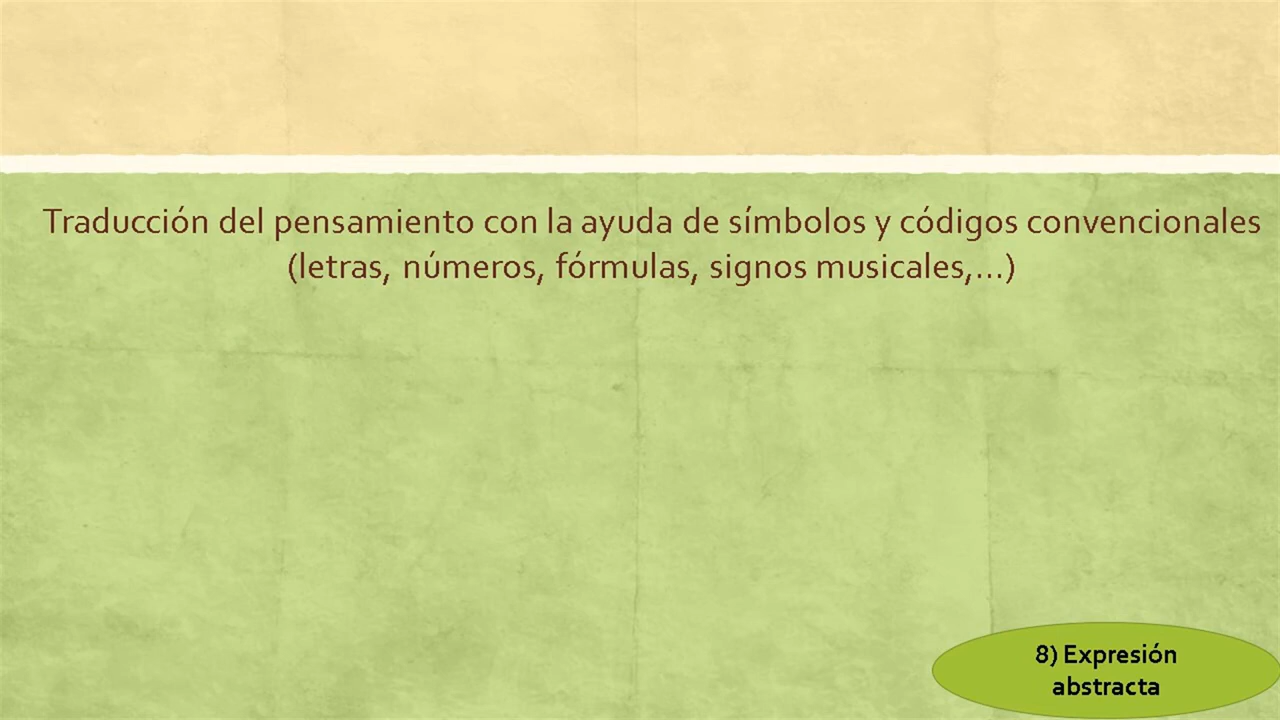 Traducción del pensamiento con la ayuda de símbolos y códigos convencionales
(letras, números, fórmulas, signos musicales,...)
8) Expresión
abstracta